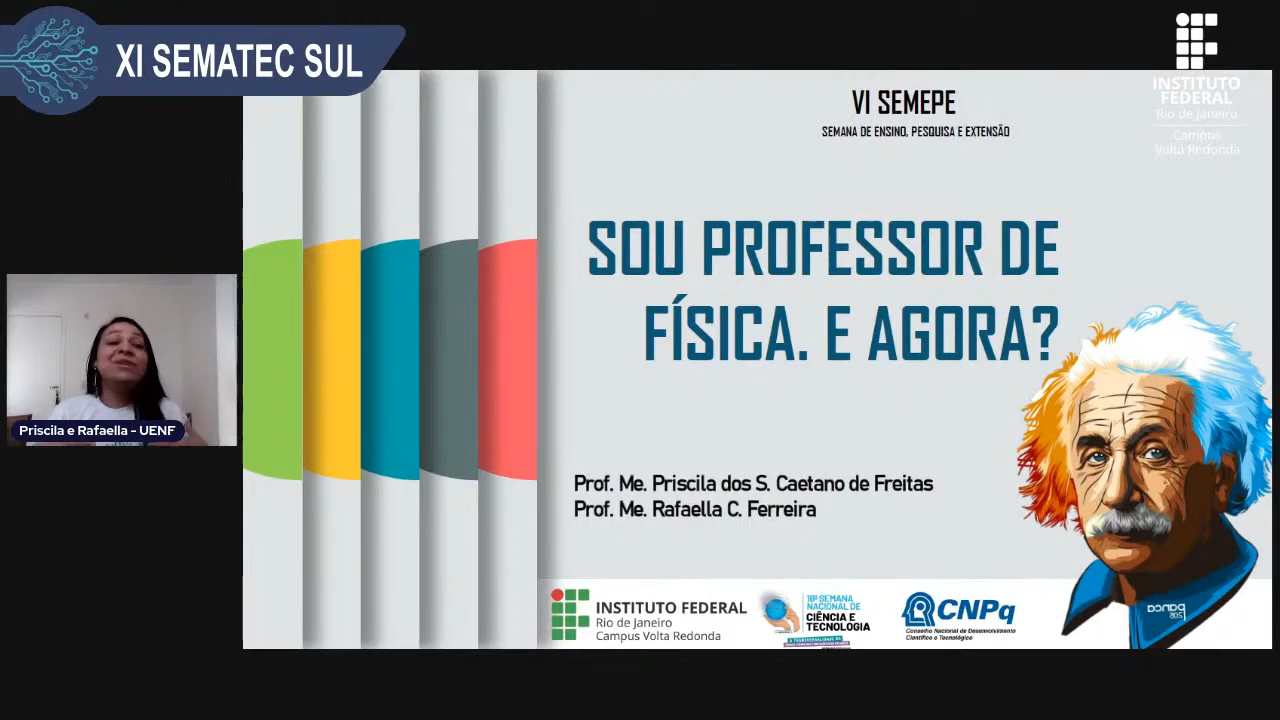 XI SEMATEC SUL
INSTITUTO
FEDERAL
Rio de Janeiro
Campus
Volta Redonda
VI SEMEPE
SEMANA DE ENSINO, PESQUISA E EXTENSÃO
SOU PROFESSOR DE
FÍSICA. E AGORA?
Priscila e Rafaella - UENF
Prof. Me. Priscila dos S. Caetano de Freitas
Prof. Me. Rafaella C. Ferreira
INSTITUTO FEDERAL
Rio de Janeiro
Campus Volta Redonda
18ª SEMANA
NACIONAL DE
CIÊNCIA E
TECNOLOGIA
CNPq
Conselho Nacional de Desenvolvimento
Científico e Tecnológico